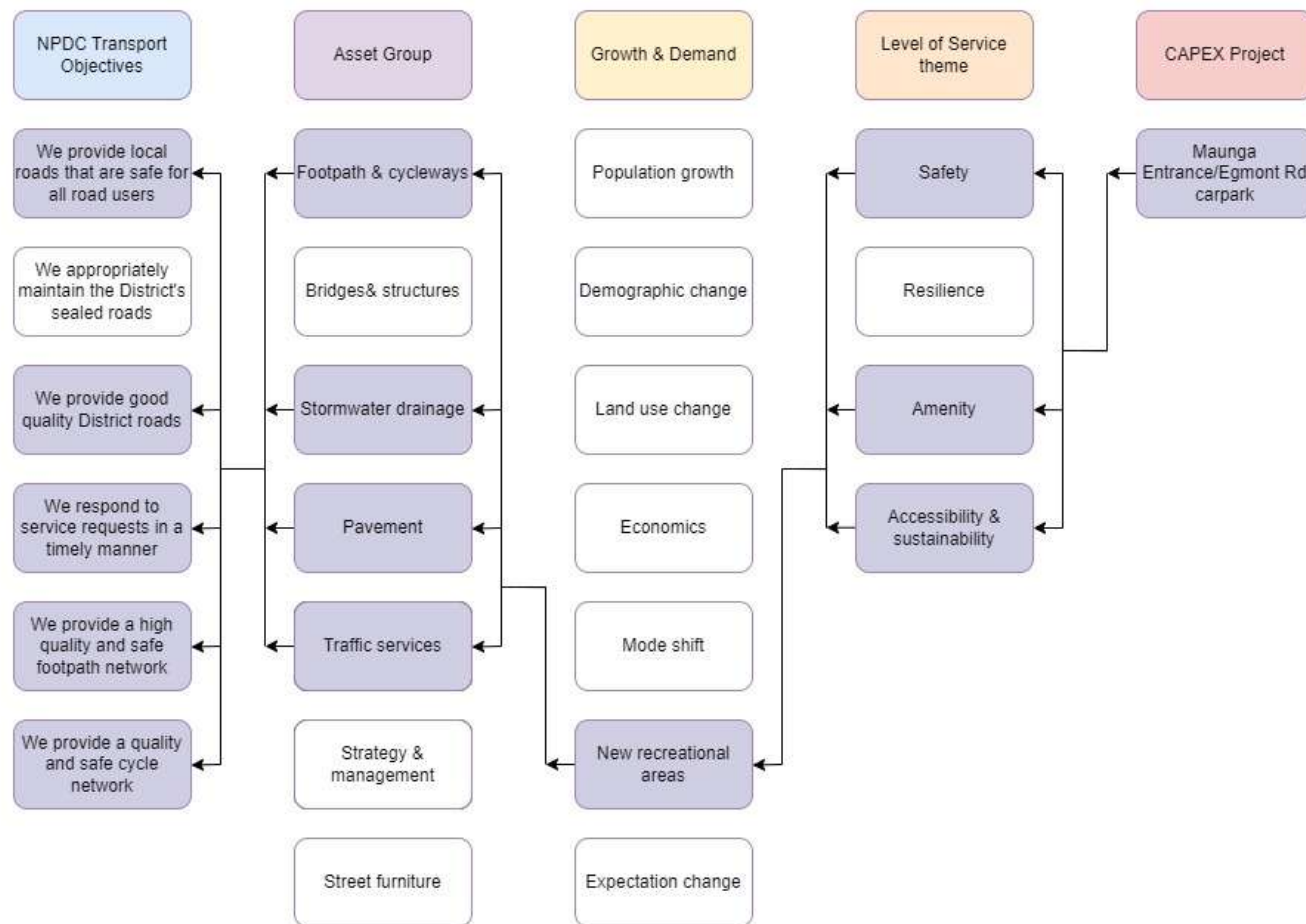 NPDC Transport
Objectives
Asset Group
Growth & Demand
Level of Service
theme
CAPEX Project
We provide local
roads that are safe for
all road users
Footpath & cycleways
Population growth
Safety
Maunga
Entrance/Egmont Rd
carpark
We appropriately
maintain the District's
sealed roads
Bridges& structures
Demographic change
Resilience
We provide good
quality District roads
Stormwater drainage
Land use change
Amenity
We respond to
service requests in a
timely manner
Pavement
Economics
Accessibility &
sustainability
We provide a high
quality and safe
footpath network
Traffic services
Mode shift
We provide a quality
and safe cycle
network
Strategy &
management
New recreational
areas
Street furniture
Expectation change